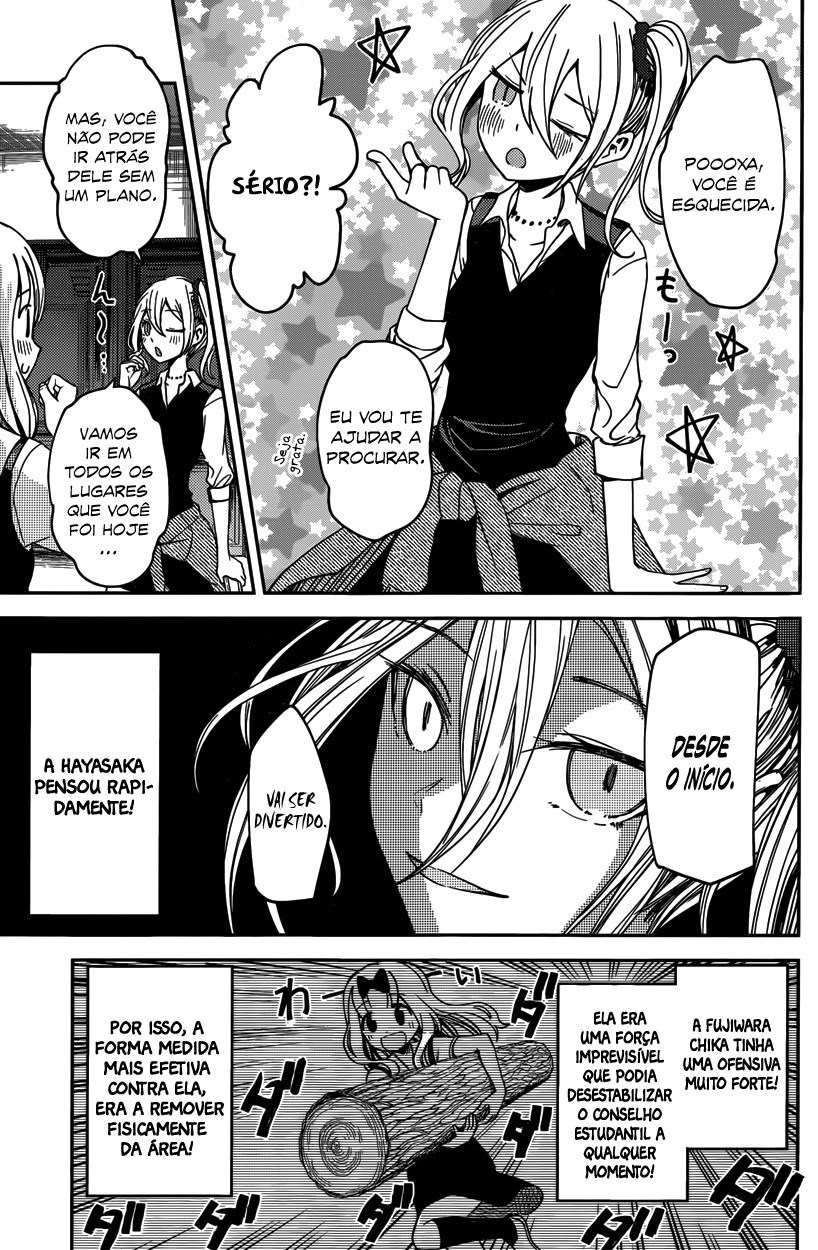 POOOXA,
VOCÊ É
ESQUECIDA.
もーっ
SÉRIO?!
EU VOU TE
AJUDAR A
PROCURAR.
Seja
grata.
MAS, VOCÊ
NÃO PODE
IR ATRÁS
DELE SEM
UM PLANO.
ん〜…
VAMOS
IR EM
TODOS OS
LUGARES
QUE VOCÊ
FOI HOJE
...
DESDE
O INÍCIO.
VAI SER
DIVERTIDO.
A HAYASAKA
PENSOU RAPI-
DAMENTE!
A FUJIWARA
CHIKA TINHA
UMA OFENSIVA
MUITO FORTE!
ELA ERA
UMA FORÇA
IMPREVISÍVEL
QUE PODIA
DESESTABILIZAR
O CONSELHO
ESTUDANTIL A
QUALQUER
MOMENTO!
わーい
ダダ
ダダ
ダダ
ダダ
POR ISSO, A
FORMA MEDIDA
MAIS EFETIVA
CONTRA ELA,
ERA A REMOVER
FISICAMENTE
DA ÁREA!